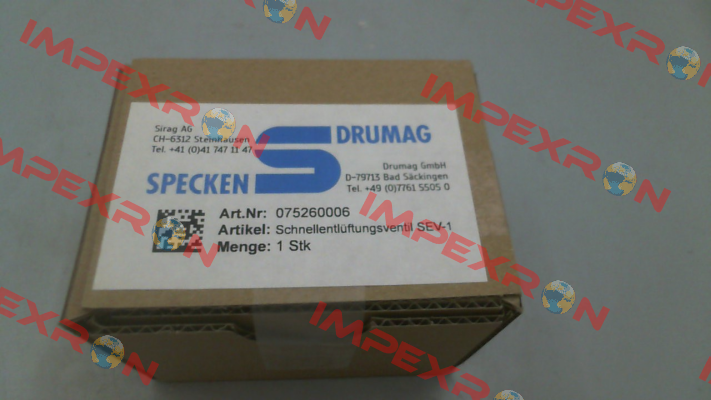 Sirag AG
CH-6312 Steinhausen
Tel. +41 (0)41 747 11 47
SPECKEN
DRUMAG
Drumag GmbH
D-79713 Bad Säckingen
Tel. +49 (0)7761 5505 0
Art.Nr: 075260006
Artikel: Schnellentlüftungsventil SEV-1
Menge: 1 Stk
IMPEXRON
IMPEXRON
IMPEXRON
IMPEXRON
IMPEXRON
IMPEXRON